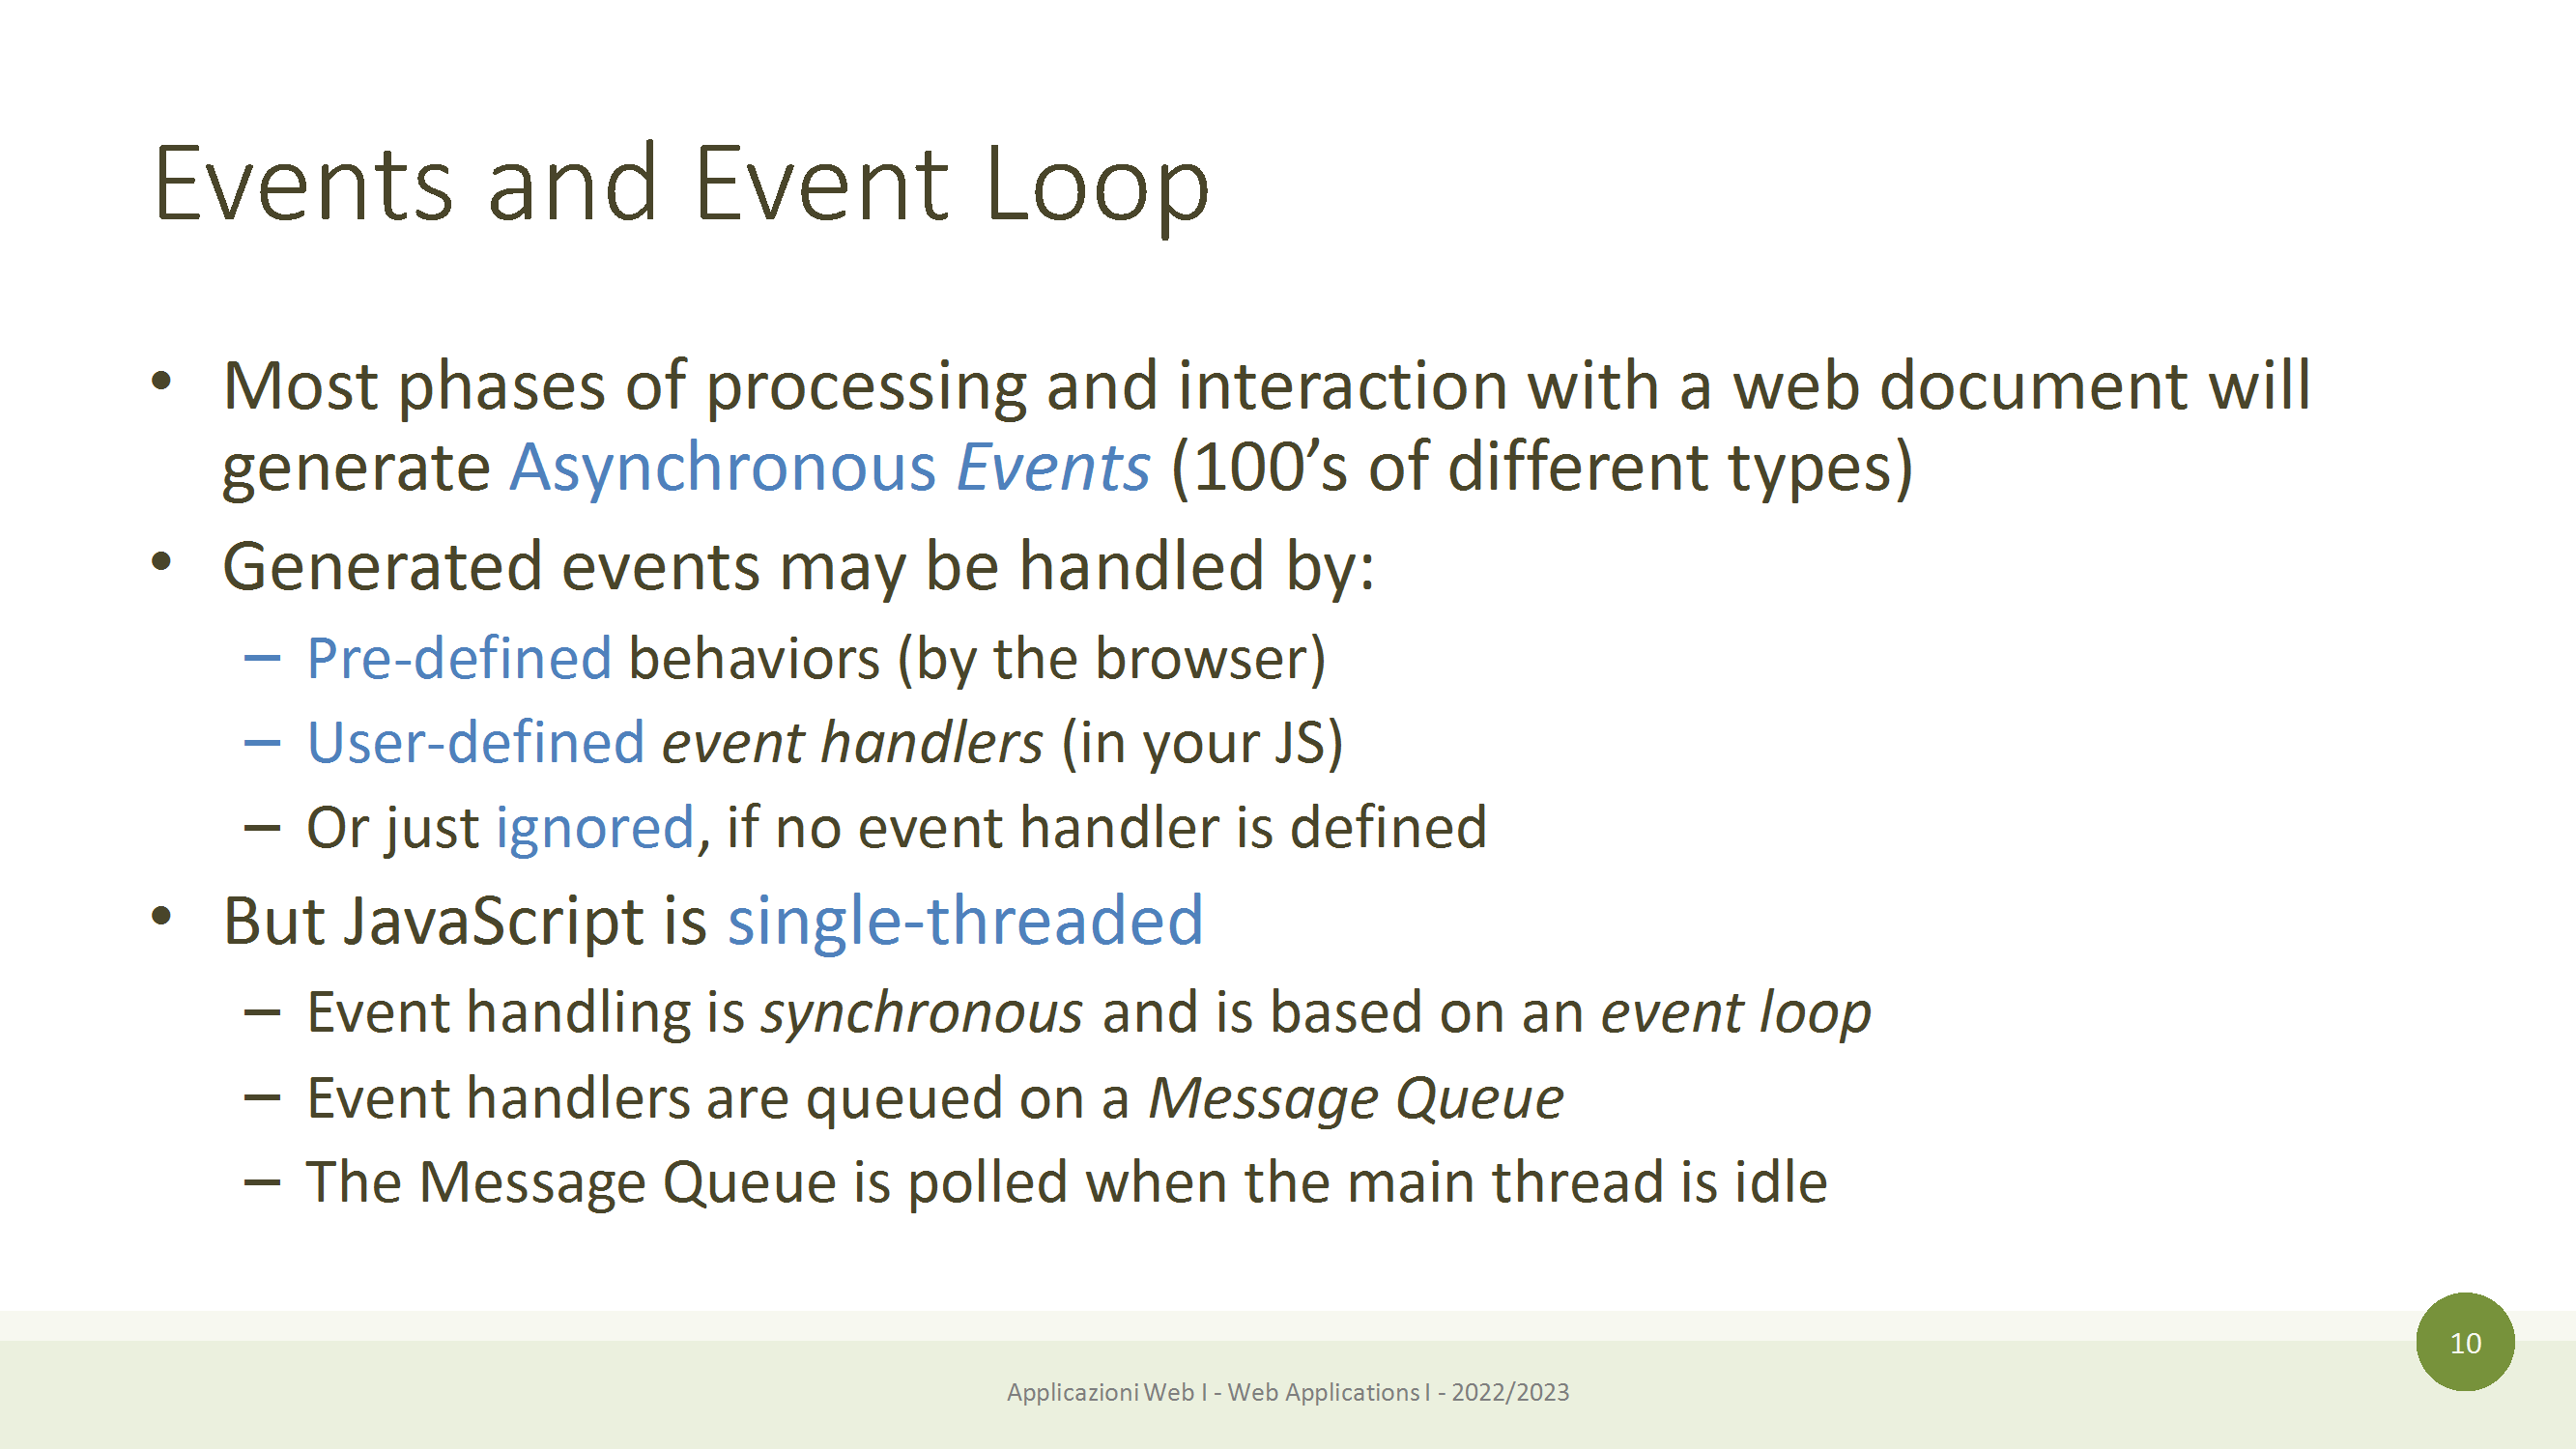 Events and Event Loop
• Most phases of processing and interaction with a web document will
generate Asynchronous Events (100’s of different types)
• Generated events may be handled by:
– Pre-defined behaviors (by the browser)
– User-defined event handlers (in your JS)
– Or just ignored, if no event handler is defined
• But JavaScript is single-threaded
– Event handling is synchronous and is based on an event loop
– Event handlers are queued on a Message Queue
– The Message Queue is polled when the main thread is idle
10
Applicazioni Web I - Web Applications I - 2022/2023